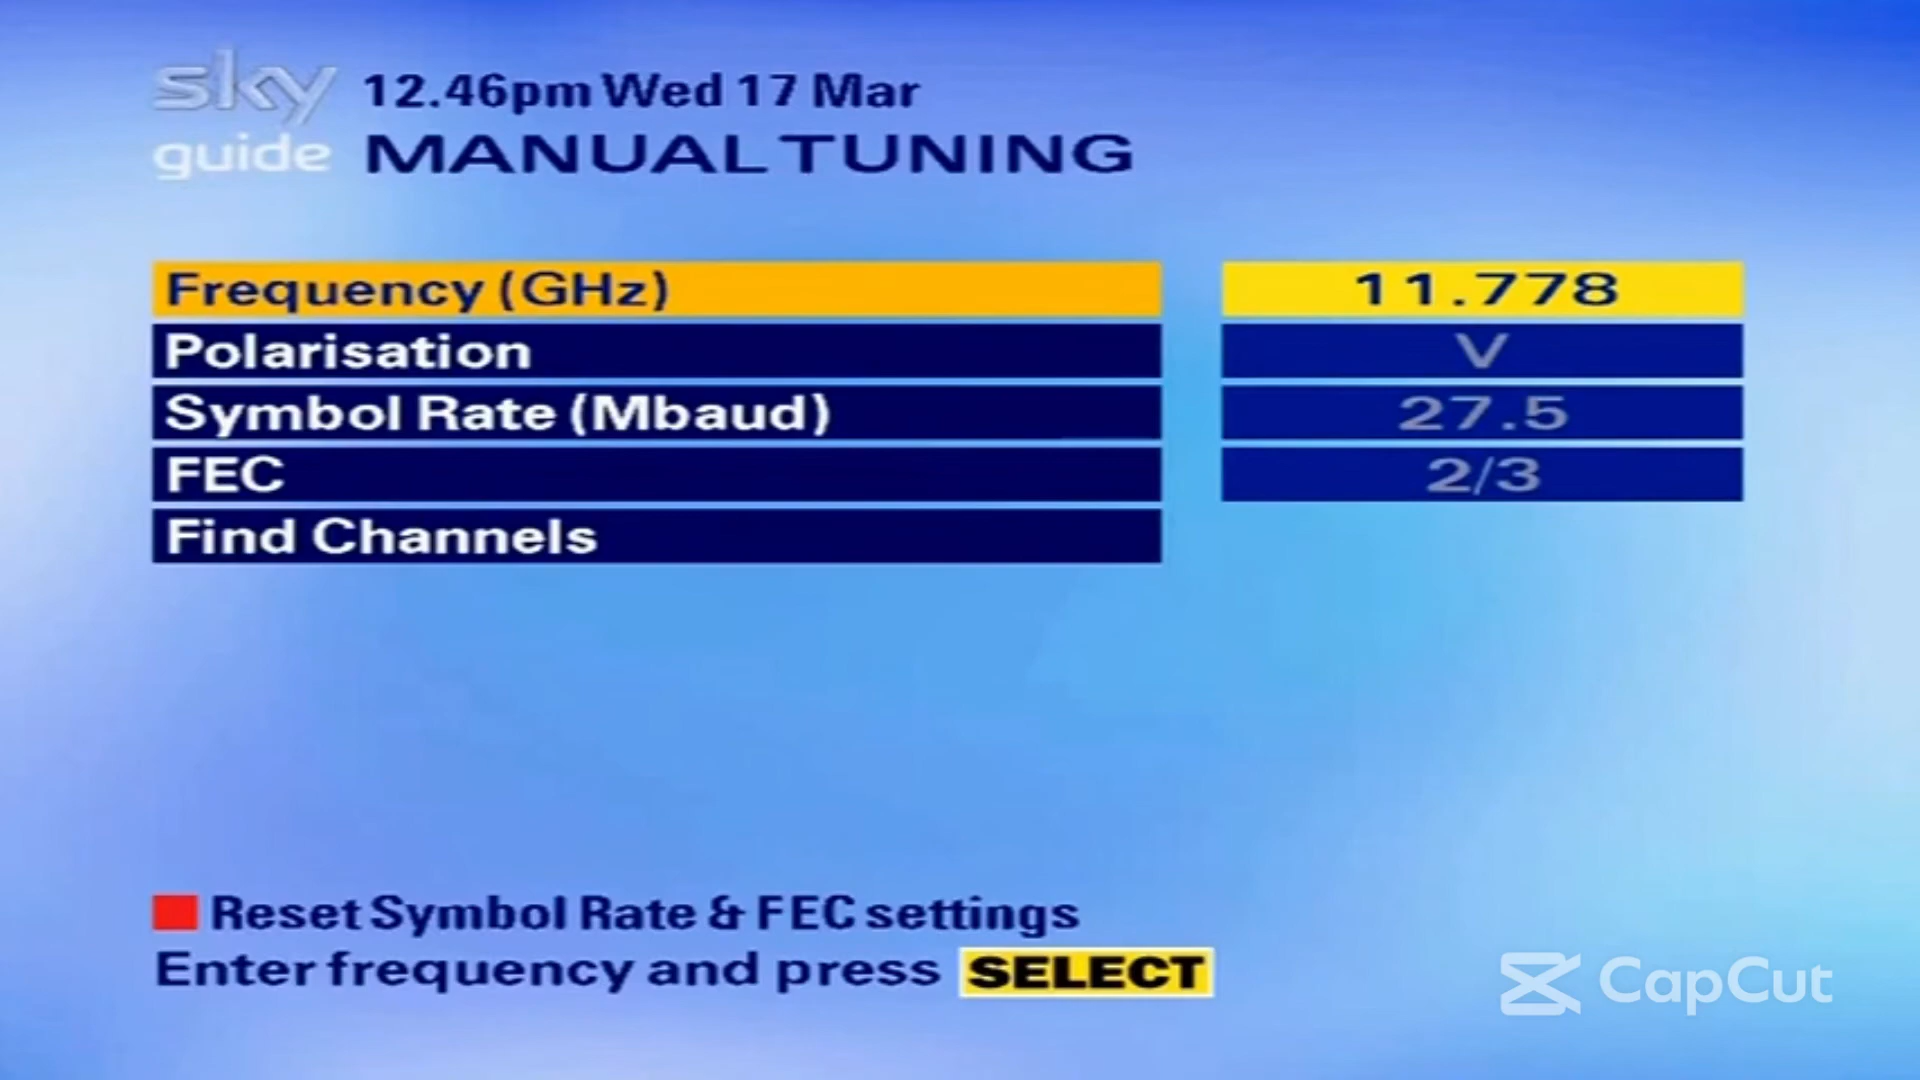 sky
guide
12.46pm Wed 17 Mar
MANUAL TUNING
Frequency (GHz) 11.778
Polarisation V
Symbol Rate (Mbaud) 27.5
FEC 2/3
Find Channels
Reset Symbol Rate & FEC settings
Enter frequency and press SELECT
CapCut